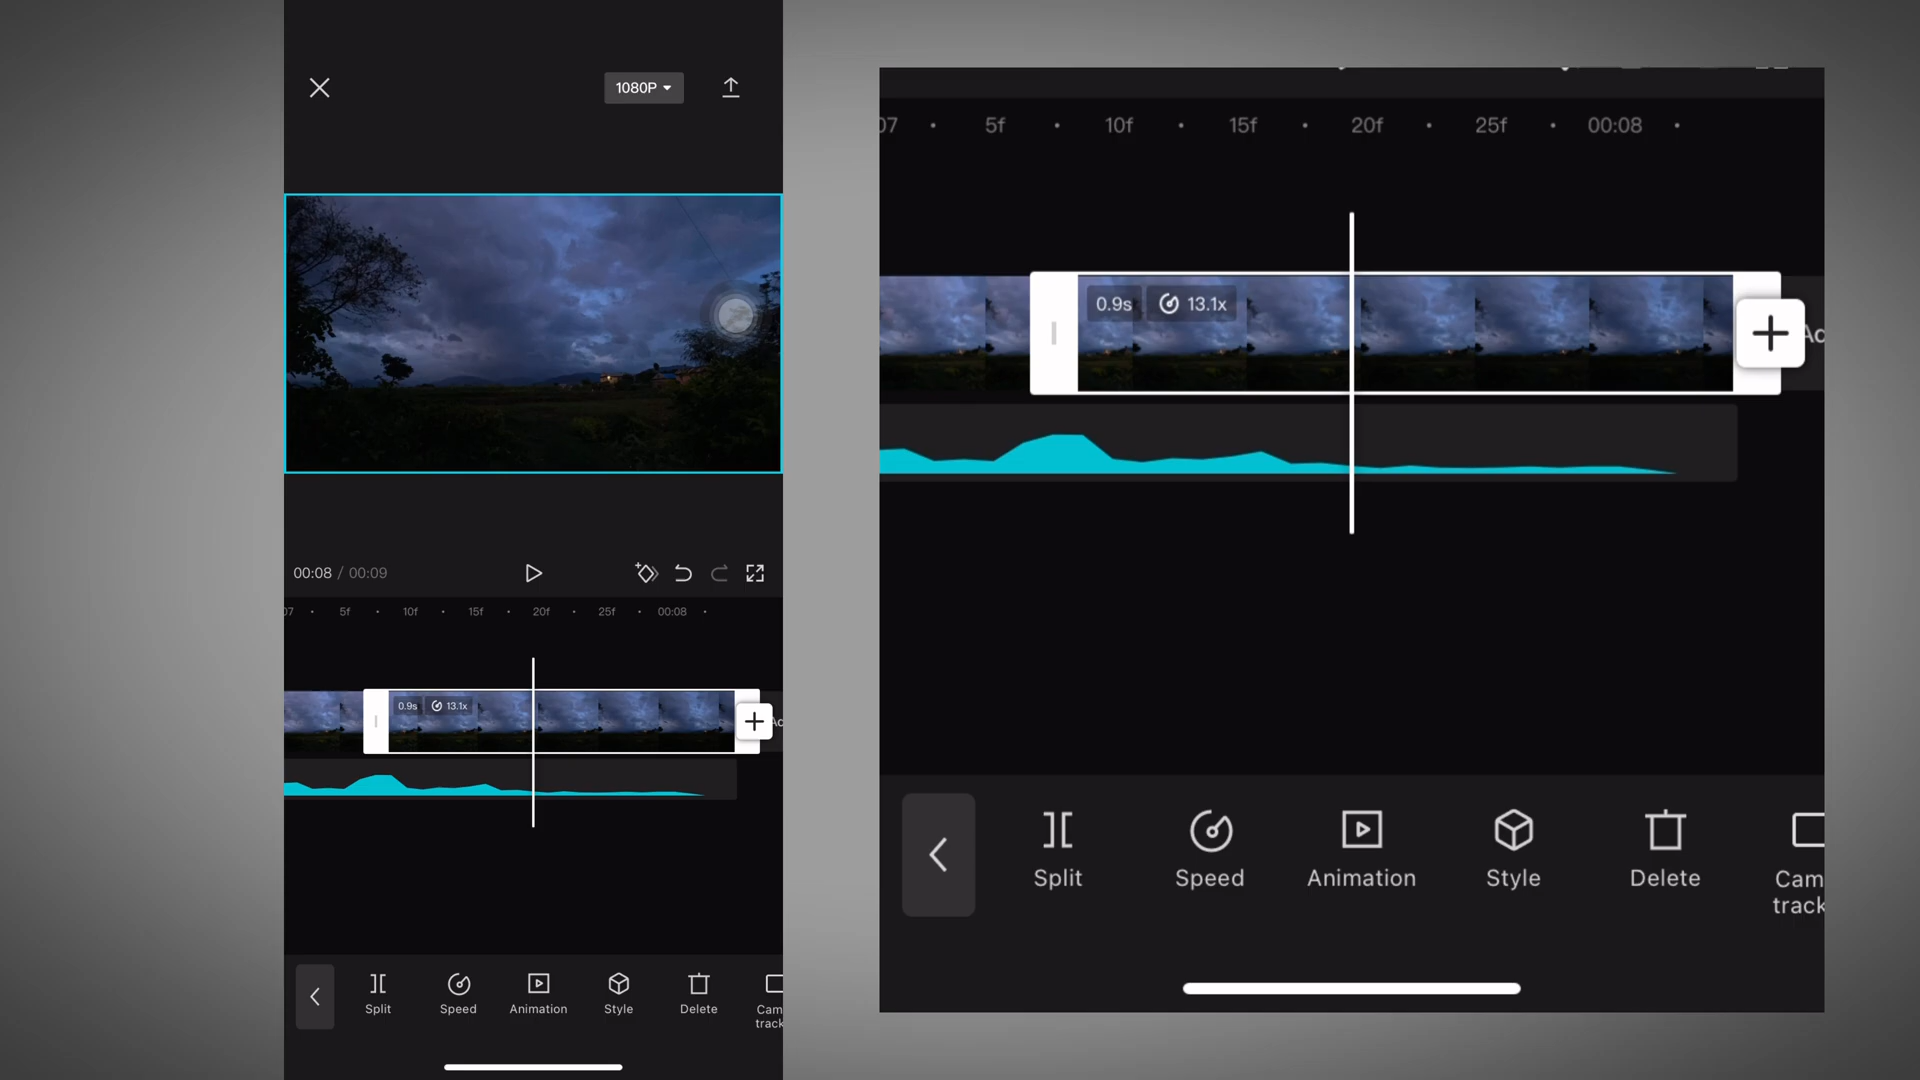 1080P
00:08 / 00:09
07 5f 10f 15f 20f 25f 00:08
0.9s 13.1x
Ac
Split Speed Animation Style Delete Cam
track
07 5f 10f 15f 20f 25f 00:08
0.9s 13.1x
Ac
Split Speed Animation Style Delete Cam
track